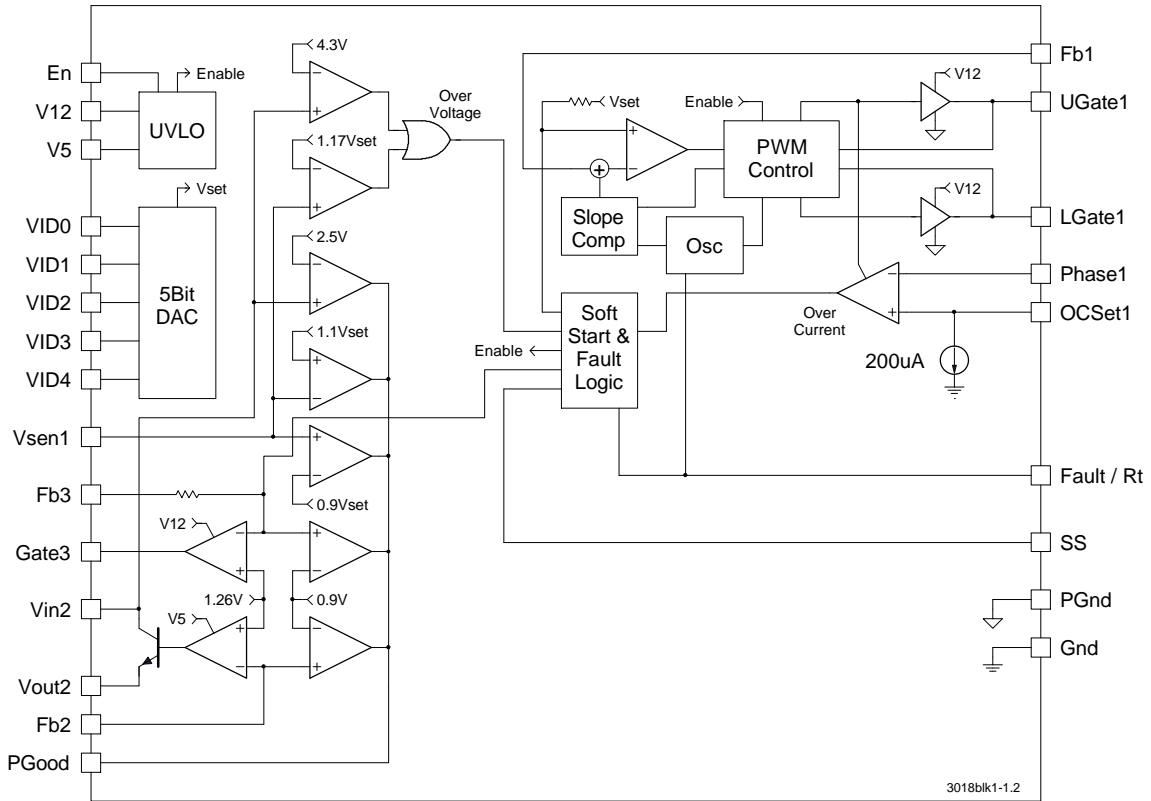 En
V12
V5
VID0
VID1
VID2
VID3
VID4
Vsen1
Fb3
Gate3
Vin2
Vout2
Fb2
PGood
Enable
UVLO
Vset
5Bit
DAC
4.3V
1.17Vset
2.5V
1.1Vset
0.9Vset
V12
1.26V
0.9V
V5
Over
Voltage
Vset
Enable
PWM
Control
V12
V12
Slope
Comp
Osc
Soft
Start &
Fault
Logic
Enable
Over
Current
200uA
Fb1
UGate1
LGate1
Phase1
OCSet1
Fault / Rt
SS
PGnd
Gnd
3018blk1-1.2